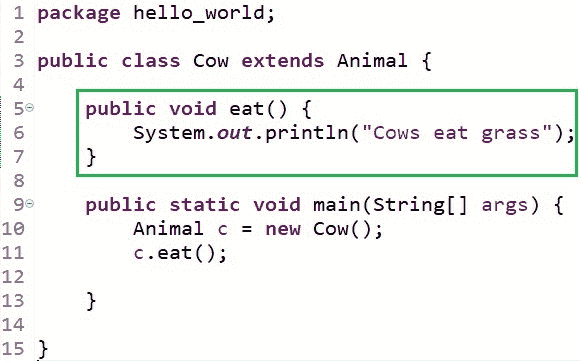 1 package hello_world;
2
3 public class Cow extends Animal {
4
5 public void eat() {
6 System.out.println("Cows eat grass");
7 }
8
9 public static void main(String[] args) {
10 Animal c = new Cow();
11 c.eat();
12
13 }
14
15 }